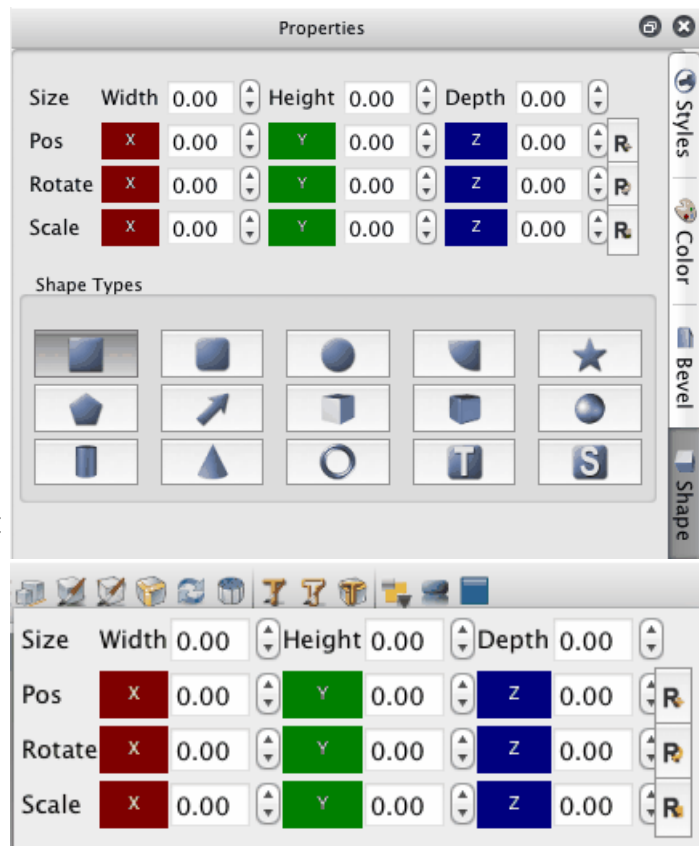 Properties
Size Width 0.00 Height 0.00 Depth 0.00
Pos X 0.00 Y 0.00 Z 0.00 R
Rotate X 0.00 Y 0.00 Z 0.00 R
Scale X 0.00 Y 0.00 Z 0.00 R
Shape Types
T S
Styles
Color
Bevel
Shape
T T T
Size Width 0.00 Height 0.00 Depth 0.00
Pos X 0.00 Y 0.00 Z 0.00 R
Rotate X 0.00 Y 0.00 Z 0.00 R
Scale X 0.00 Y 0.00 Z 0.00 R